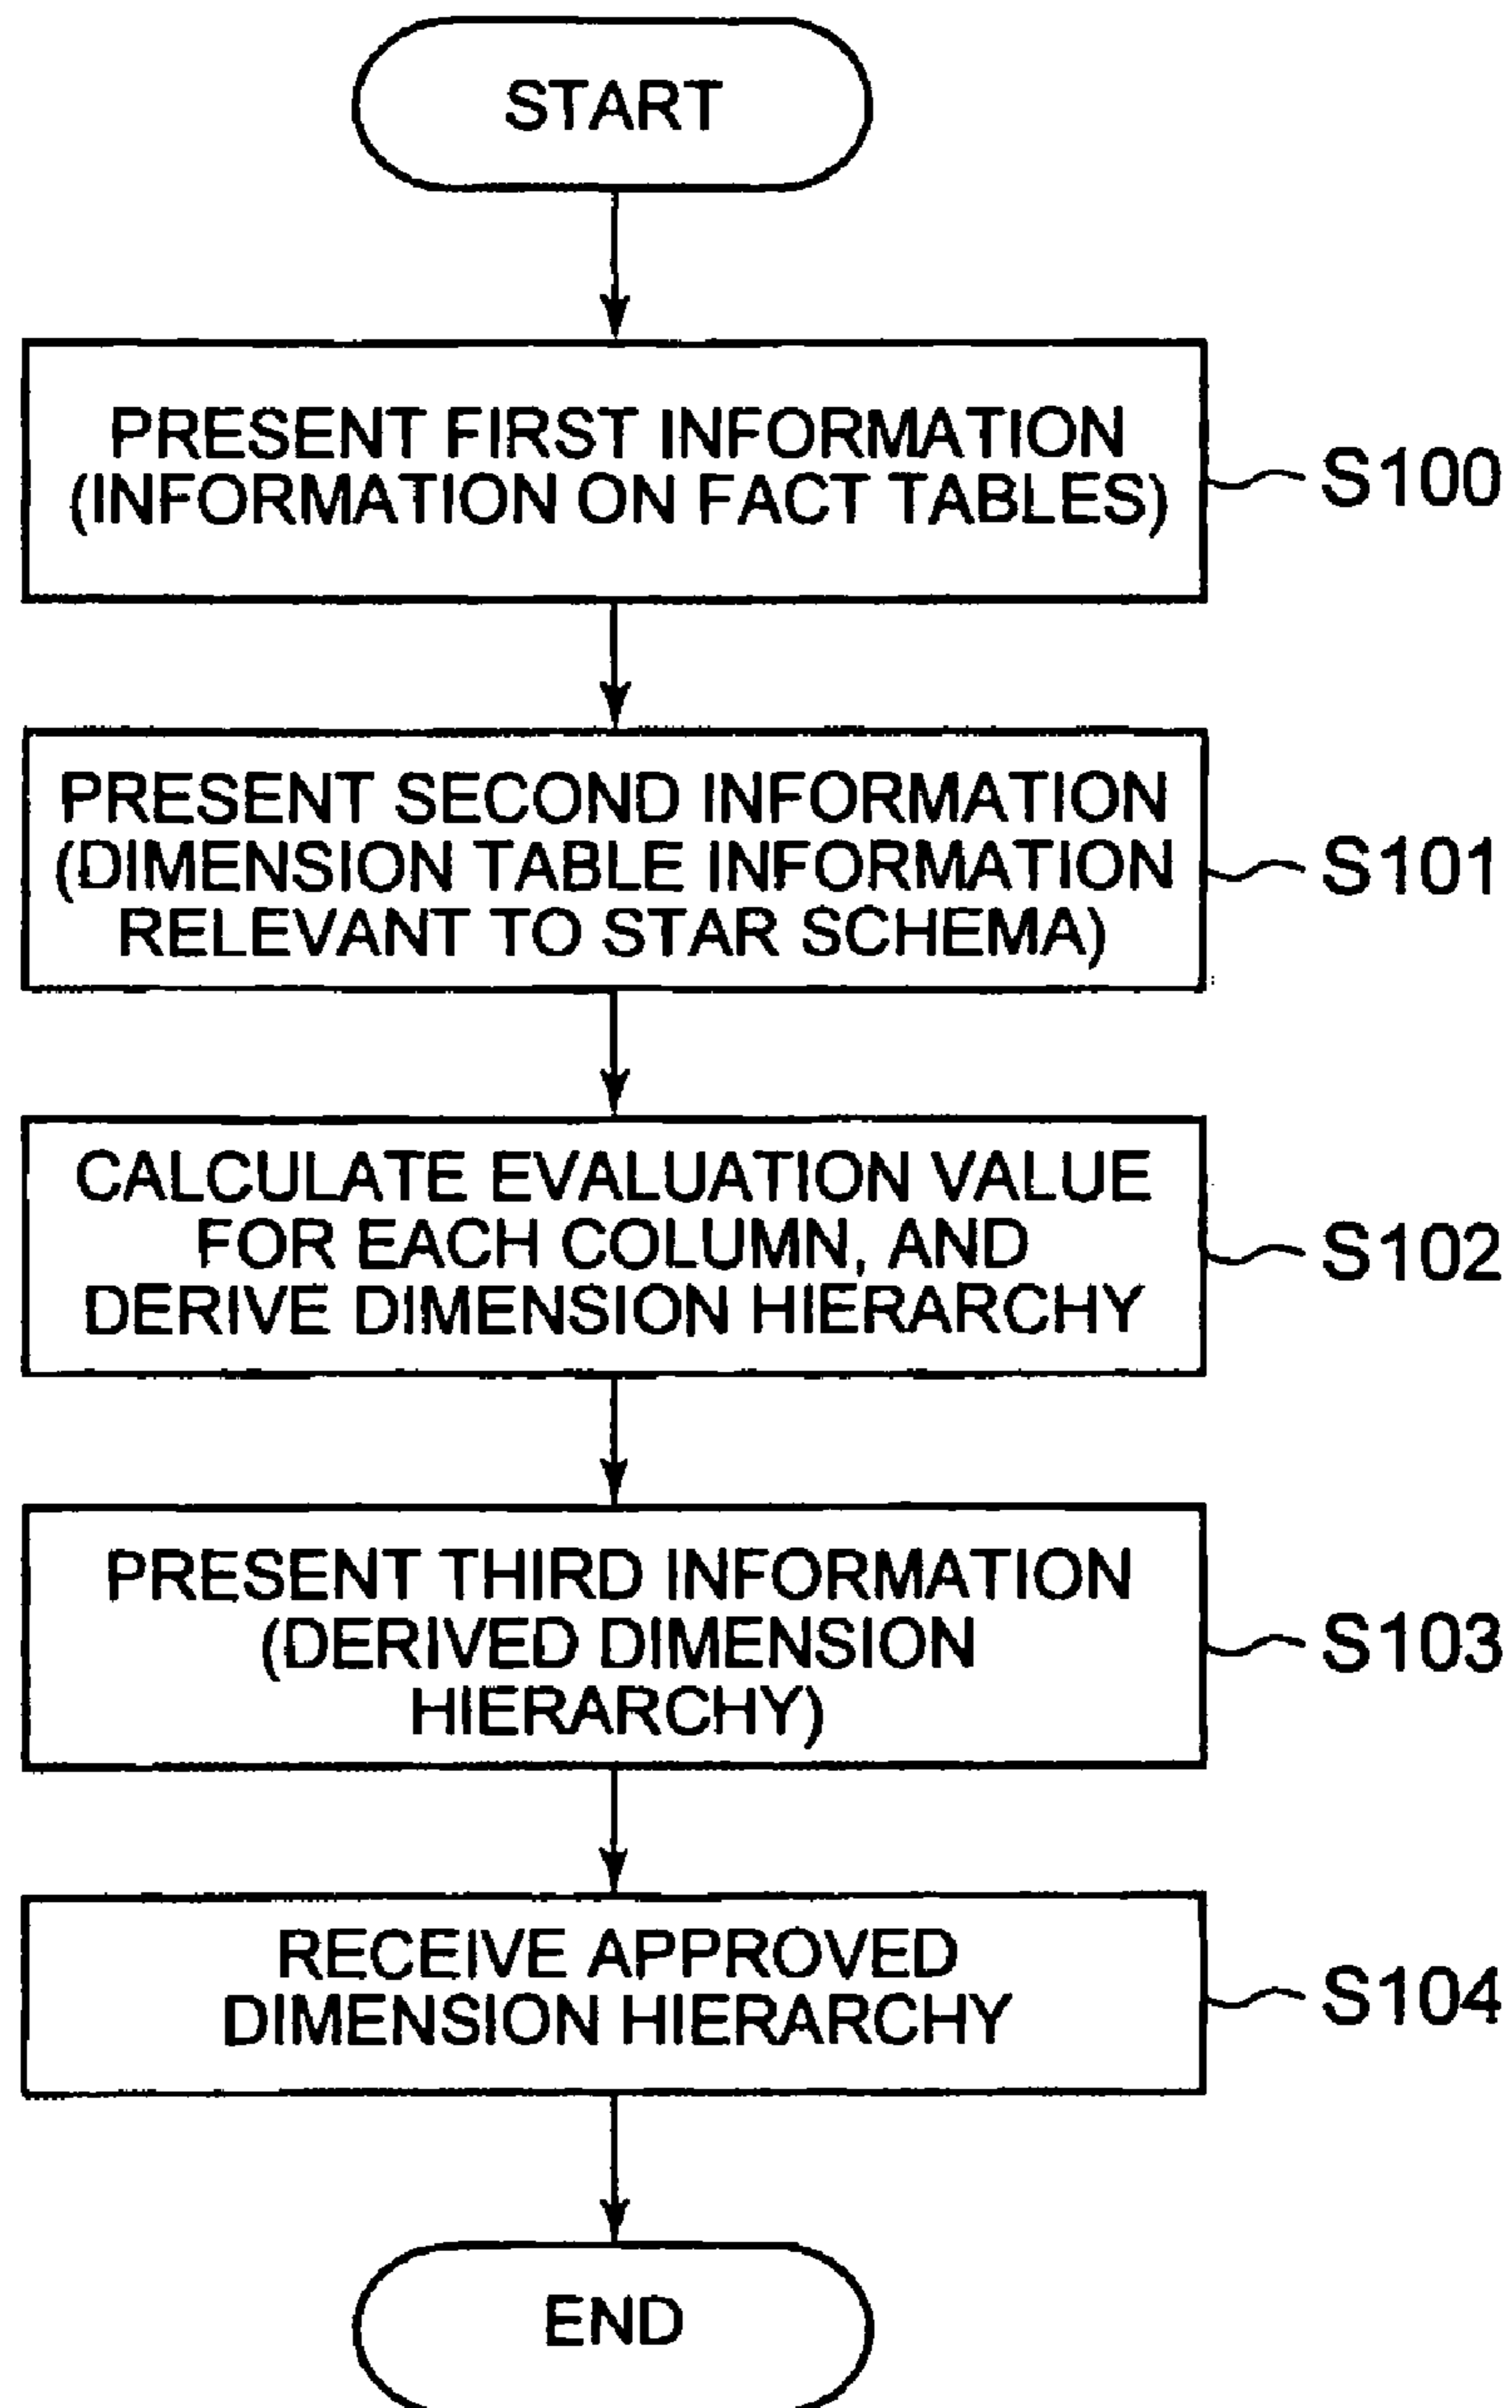 START
PRESENT FIRST INFORMATION
(INFORMATION ON FACT TABLES)
S100
PRESENT SECOND INFORMATION
(DIMENSION TABLE INFORMATION
RELEVANT TO STAR SCHEMA)
S101
CALCULATE EVALUATION VALUE
FOR EACH COLUMN, AND
DERIVE DIMENSION HIERARCHY
S102
PRESENT THIRD INFORMATION
(DERIVED DIMENSION
HIERARCHY)
S103
RECEIVE APPROVED
DIMENSION HIERARCHY
S104
END